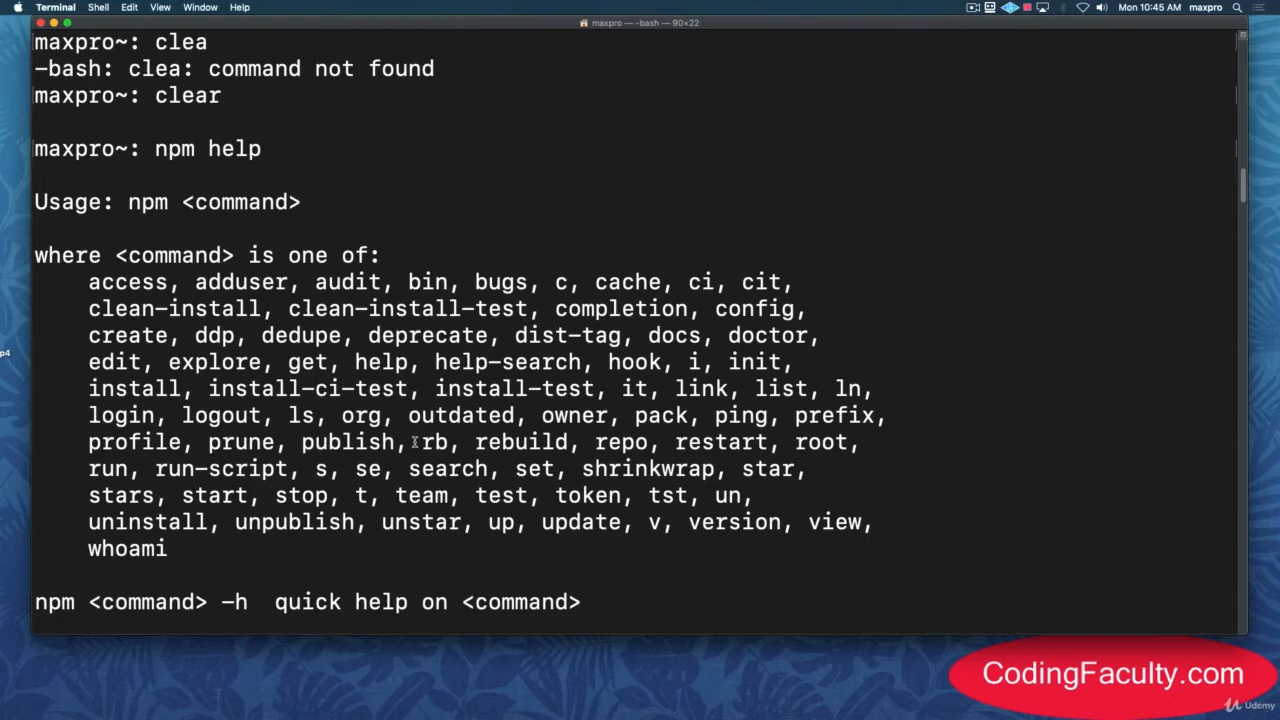 Terminal Shell Edit View Window Help Mon 10:45 AM maxpro
maxpro — -bash — 90×22
maxpro~: clea
-bash: clea: command not found
maxpro~: clear
maxpro~: npm help
Usage: npm <command>
where <command> is one of:
access, adduser, audit, bin, bugs, c, cache, ci, cit,
clean-install, clean-install-test, completion, config,
create, ddp, dedupe, deprecate, dist-tag, docs, doctor,
edit, explore, get, help, help-search, hook, i, init,
install, install-ci-test, install-test, it, link, list, ln,
login, logout, ls, org, outdated, owner, pack, ping, prefix,
profile, prune, publish, rb, rebuild, repo, restart, root,
run, run-script, s, se, search, set, shrinkwrap, star,
stars, start, stop, t, team, test, token, tst, un,
uninstall, unpublish, unstar, up, update, v, version, view,
whoami
npm <command> -h  quick help on <command>
p4
CodingFaculty.com
Udemy